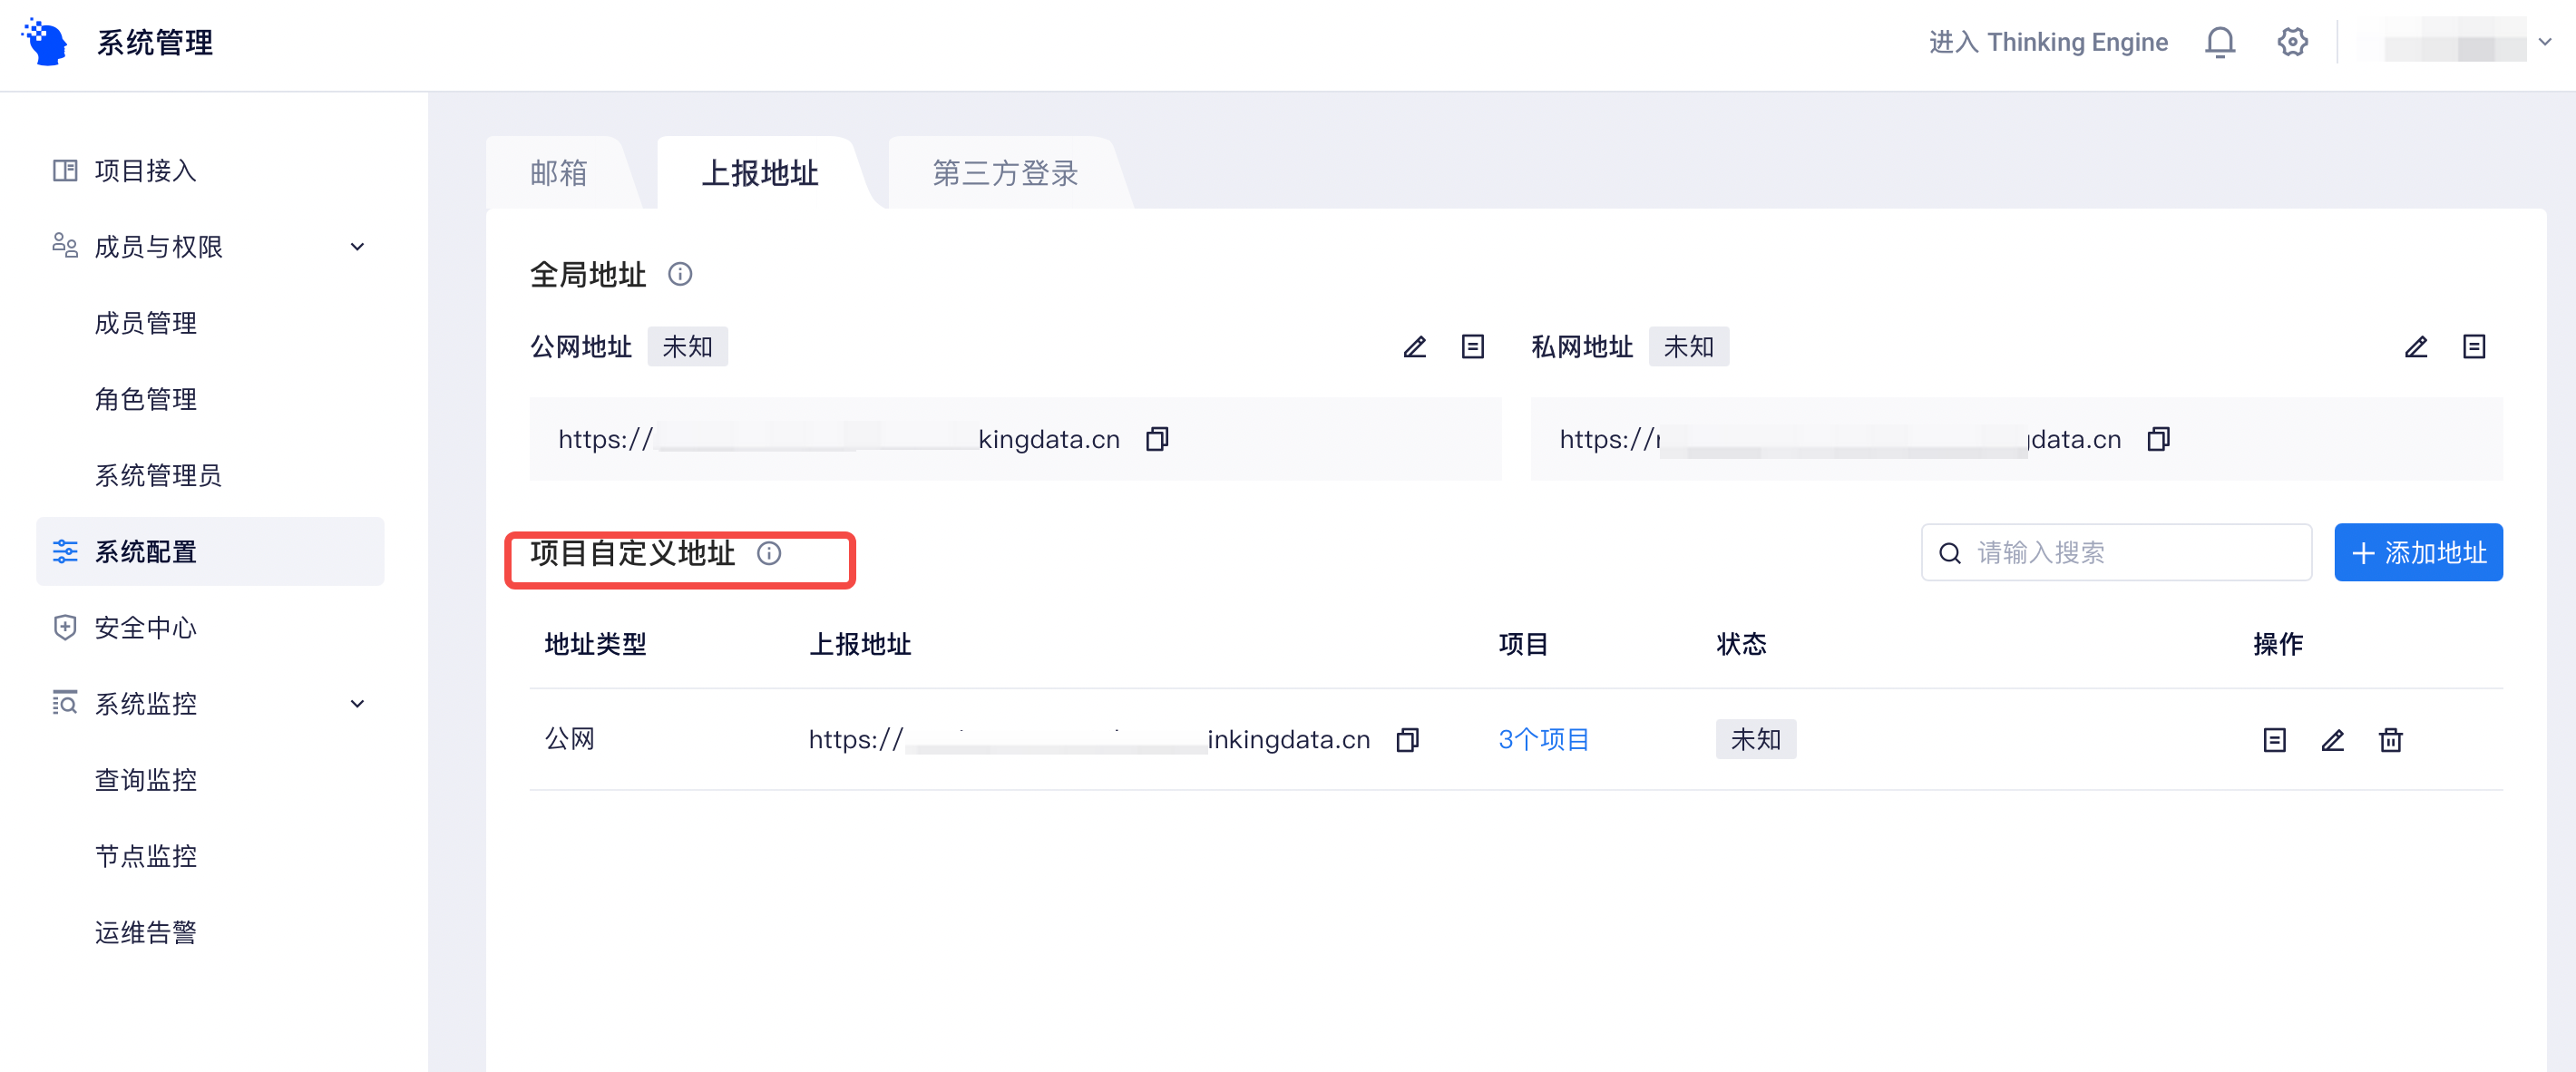 系统管理
进入 Thinking Engine
项目接入
成员与权限
成员管理
角色管理
系统管理员
系统配置
安全中心
系统监控
查询监控
节点监控
运维告警
邮箱
上报地址
第三方登录
全局地址
公网地址 未知
https:// kingdata.cn
私网地址 未知
https:// data.cn
项目自定义地址
请输入搜索
添加地址
地址类型 上报地址 项目 状态 操作
公网 https:// inkingdata.cn 3个项目 未知